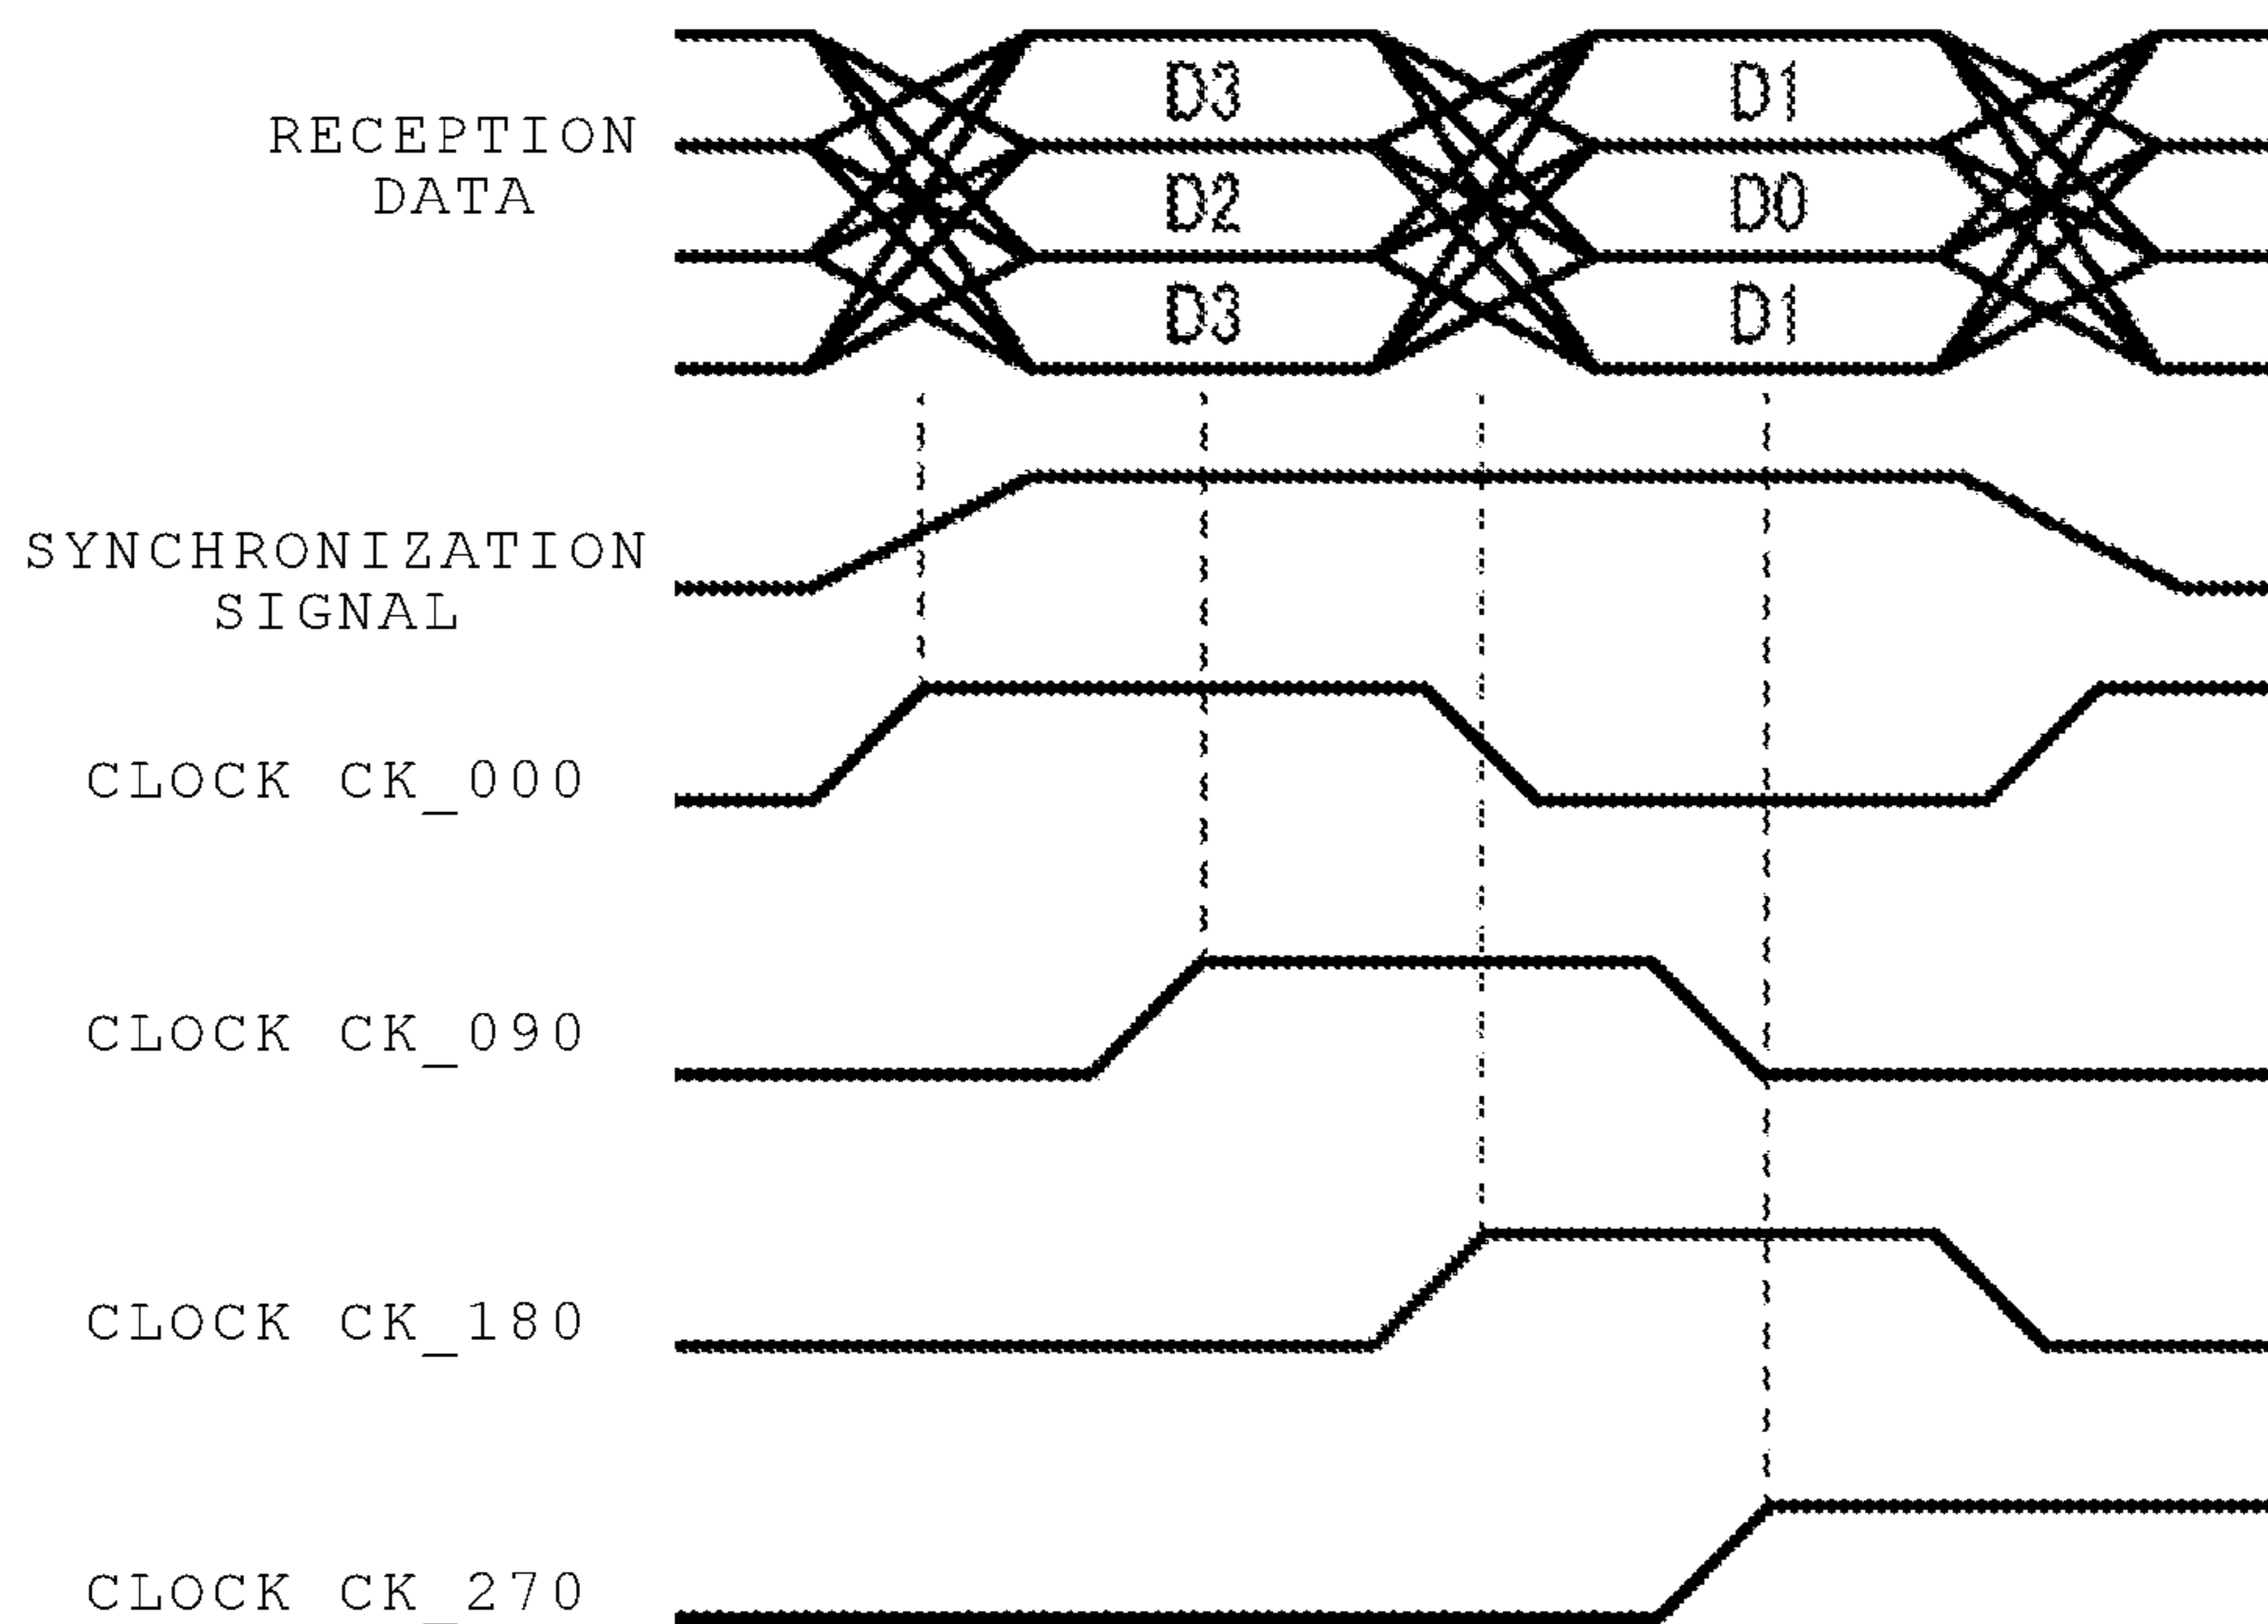 D3 D1
RECEPTION
DATA
D2 D0
D3 D1
SYNCHRONIZATION
SIGNAL
CLOCK CK_000
CLOCK CK_090
CLOCK CK_180
CLOCK CK_270